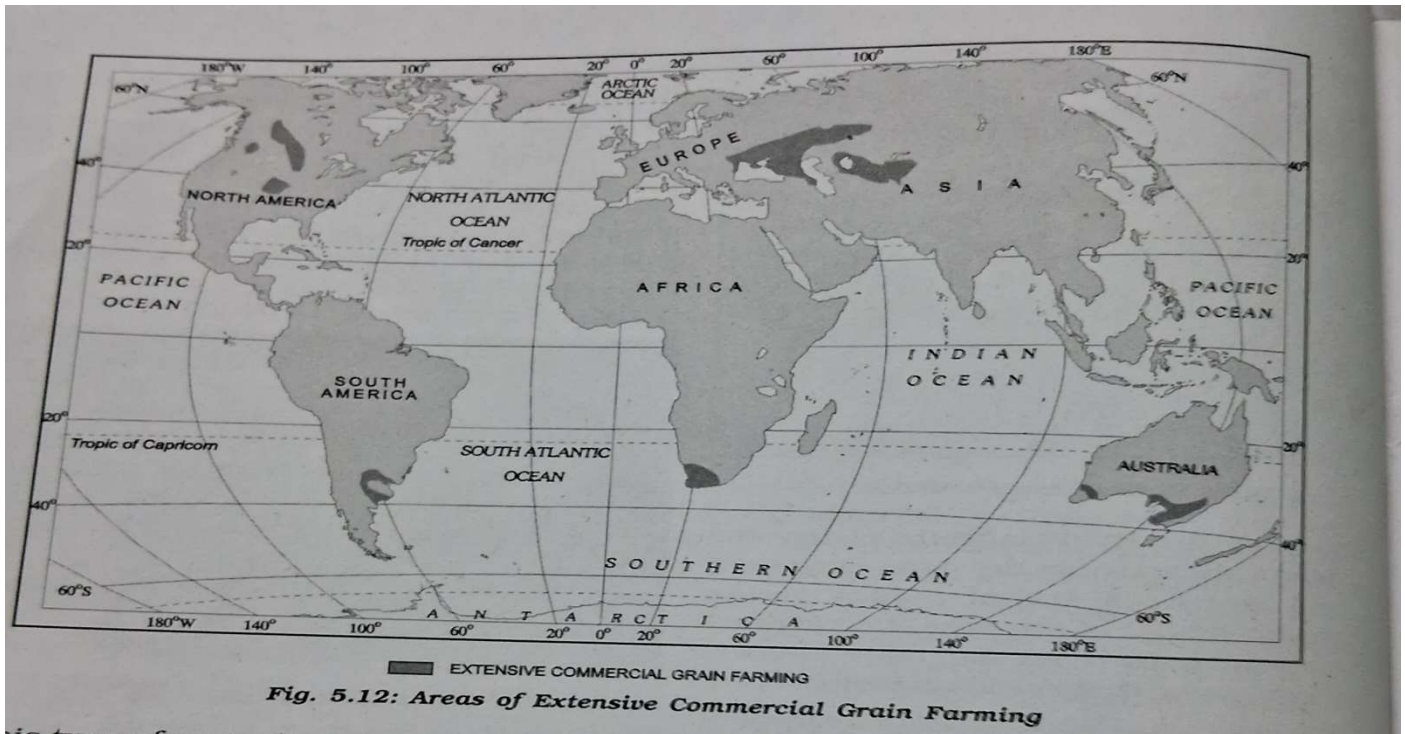 180°W 140° 100° 60° 20° 0° 20° 60° 100° 140° 180°E
60°N ARCTIC 60°N
OCEAN
EUROPE
40° 40°
ASIA
NORTH AMERICA NORTH ATLANTIC
OCEAN
20° Tropic of Cancer 20°
PACIFIC AFRICA PACIFIC
OCEAN OCEAN
INDIAN
OCEAN
SOUTH
AMERICA
20° 20°
Tropic of Capricorn SOUTH ATLANTIC AUSTRALIA
OCEAN
40° 40°
SOUTHERN OCEAN
60°S ANTARCTICA 60°S
180°W 140° 100° 60° 20° 0° 20° 60° 100° 140° 180°E
EXTENSIVE COMMERCIAL GRAIN FARMING
Fig. 5.12: Areas of Extensive Commercial Grain Farming